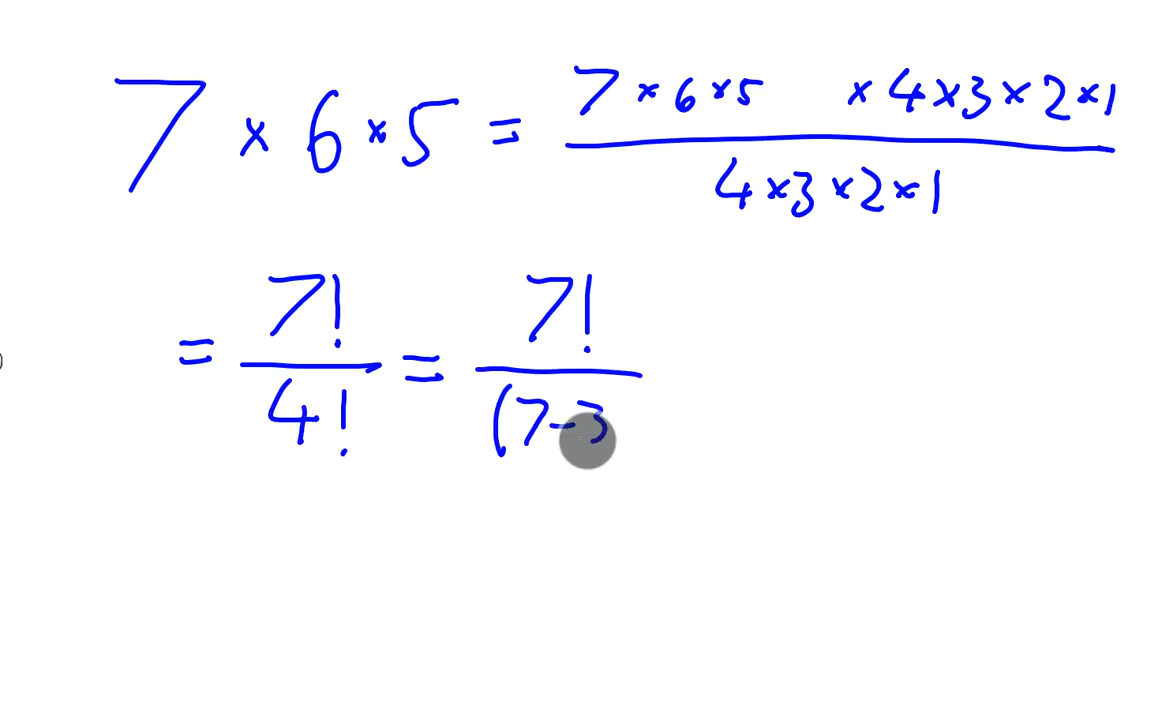 7 × 6 × 5 = 7 × 6 × 5 × 4 × 3 × 2 × 1 / 4 × 3 × 2 × 1
= 7! / 4! = 7! / (7-3